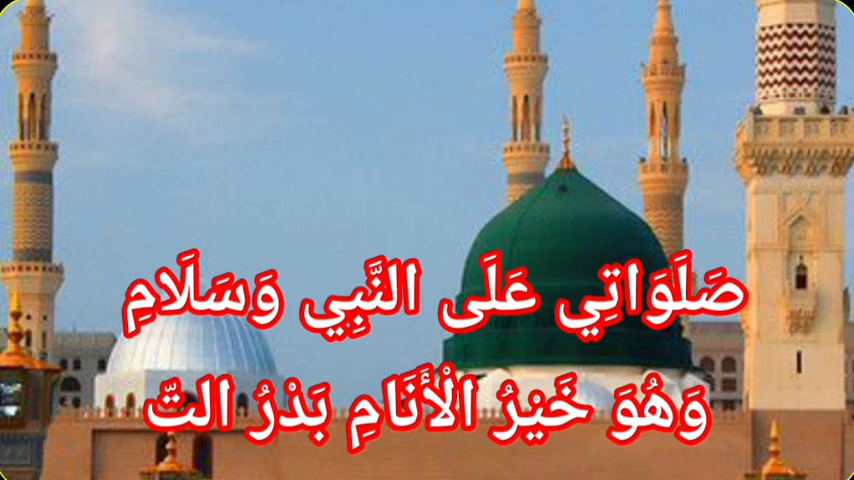 صَلَوَاتِي عَلَى النَّبِي وَسَلَامِ
وَهُوَ خَيْرُ الْأَنَامِ بَدْرُ التّ